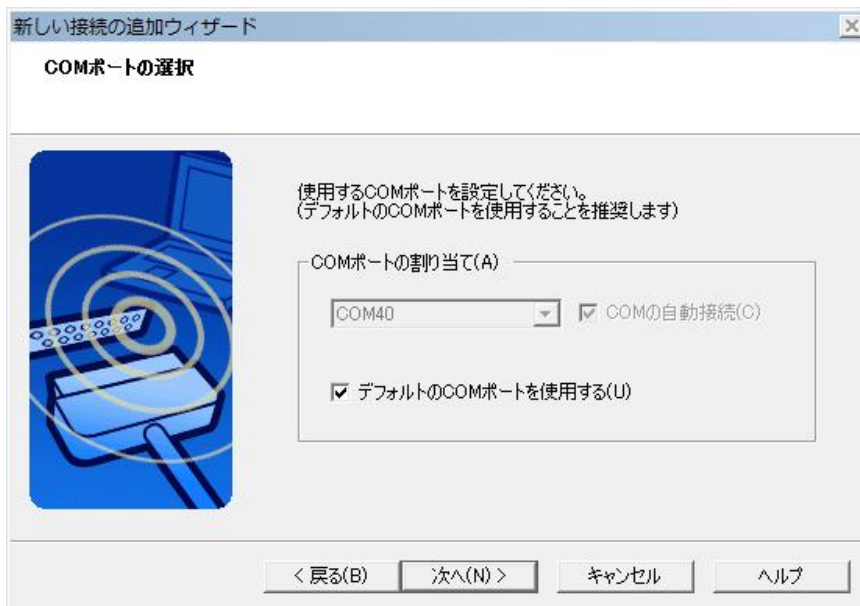 新しい接続の追加ウィザード
COMポートの選択
使用するCOMポートを設定してください。
(デフォルトのCOMポートを使用することを推奨します)
COMポートの割り当て(A)
COM40
COMの自動接続(C)
デフォルトのCOMポートを使用する(U)
< 戻る(B)
次へ(N) >
キャンセル
ヘルプ